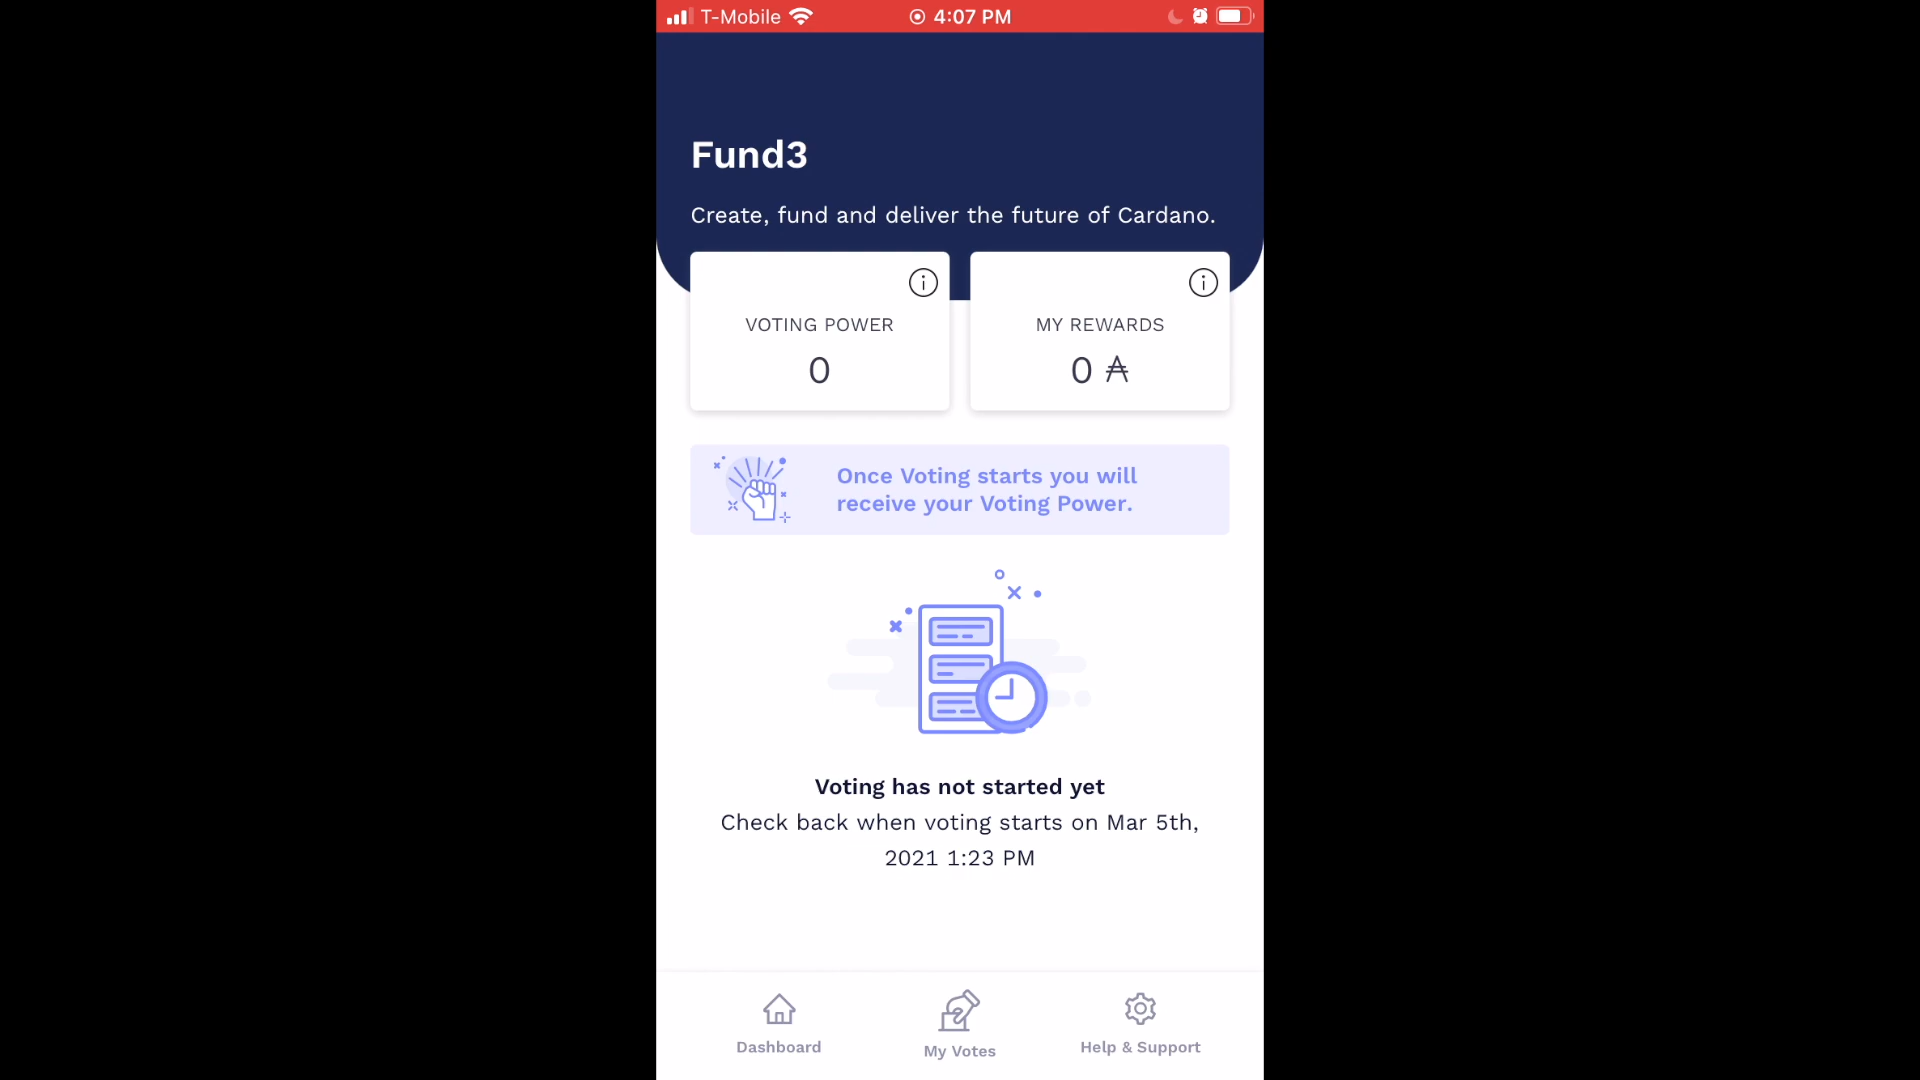 T-Mobile 4:07 PM
Fund3
Create, fund and deliver the future of Cardano.
VOTING POWER
0
MY REWARDS
0 ₳
Once Voting starts you will
receive your Voting Power.
Voting has not started yet
Check back when voting starts on Mar 5th,
2021 1:23 PM
Dashboard
My Votes
Help & Support